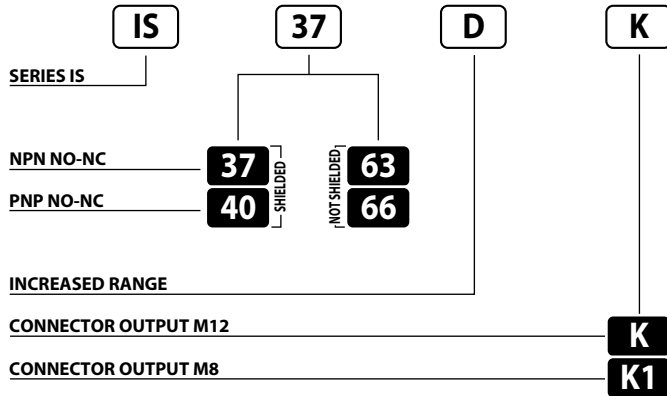 IS 37 D K
SERIES IS
NPN NO-NC 37 SHIELDED NOT SHIELDED 63
PNP NO-NC 40 66
INCREASED RANGE
CONNECTOR OUTPUT M12 K
CONNECTOR OUTPUT M8 K1